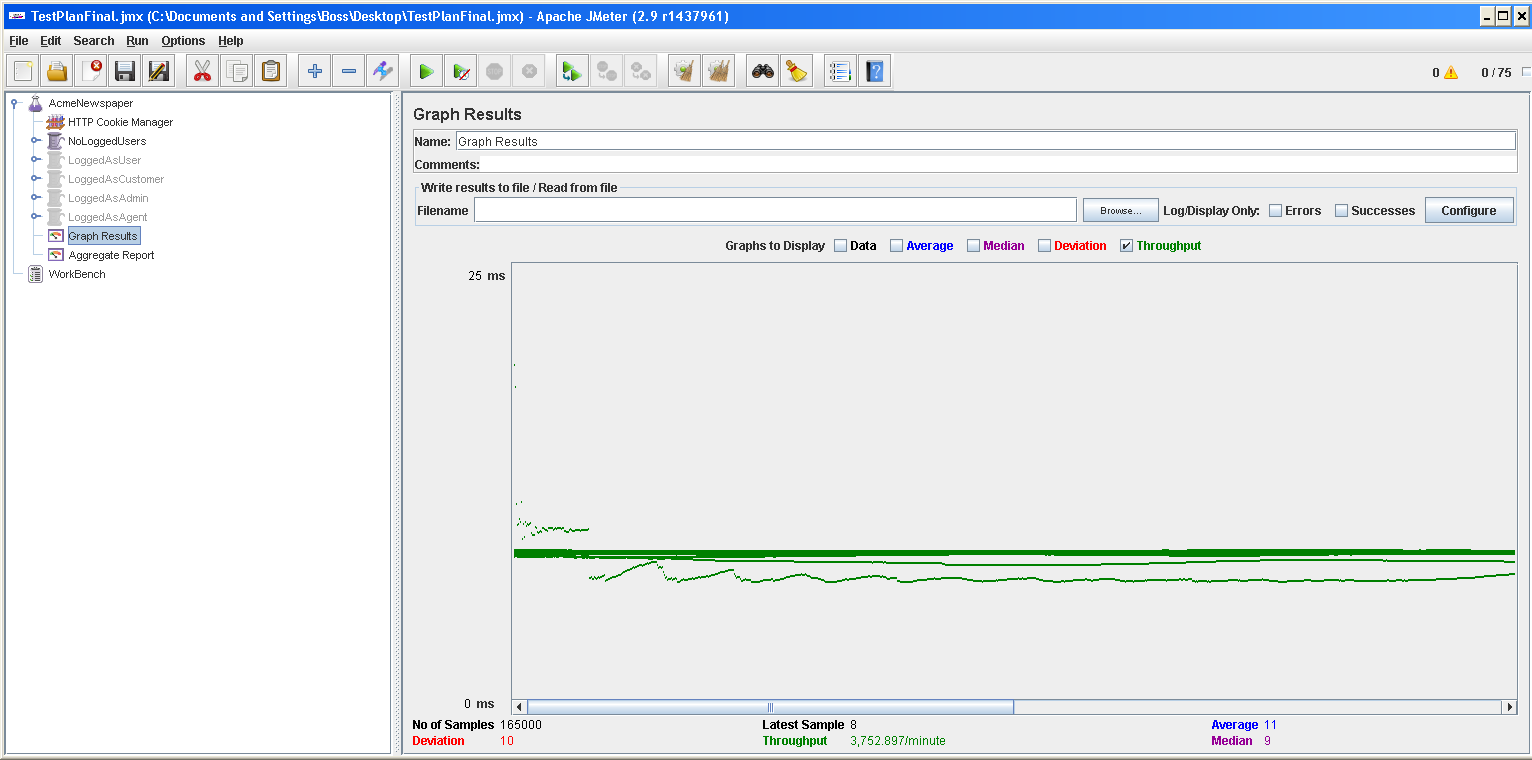 TestPlanFinal.jmx (C:\Documents and Settings\Boss\Desktop\TestPlanFinal.jmx) - Apache JMeter (2.9 r1437961)
File Edit Search Run Options Help
0 0 / 75
AcmeNewspaper
HTTP Cookie Manager
NoLoggedUsers
LoggedAsUser
LoggedAsCustomer
LoggedAsAdmin
LoggedAsAgent
Graph Results
Aggregate Report
WorkBench
Graph Results
Name: Graph Results
Comments:
Write results to file / Read from file
Filename Browse... Log/Display Only: Errors Successes Configure
Graphs to Display Data Average Median Deviation Throughput
25 ms
0 ms
No of Samples 165000 Latest Sample 8 Average 11
Deviation 10 Throughput 3,752.897/minute Median 9